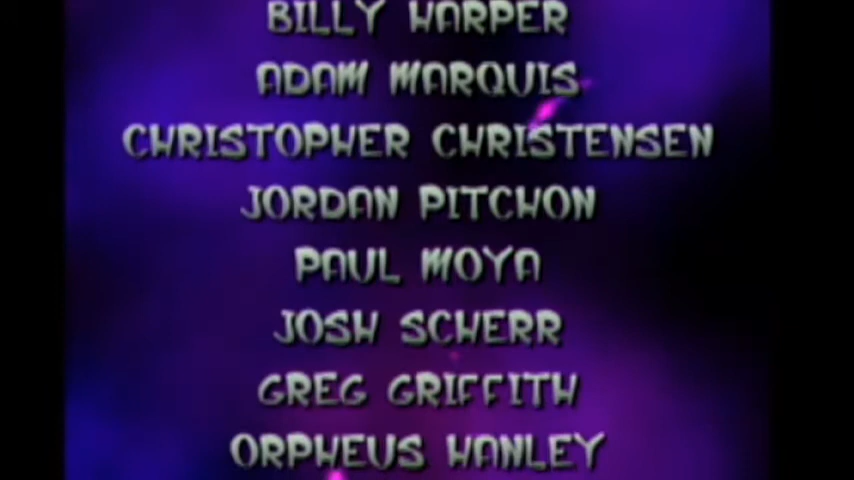 BILLY HARPER
ADAM MARQUIS
CHRISTOPHER CHRISTENSEN
JORDAN PITCHON
PAUL MOYA
JOSH SCHERR
GREG GRIFFITH
ORPHEUS HANLEY